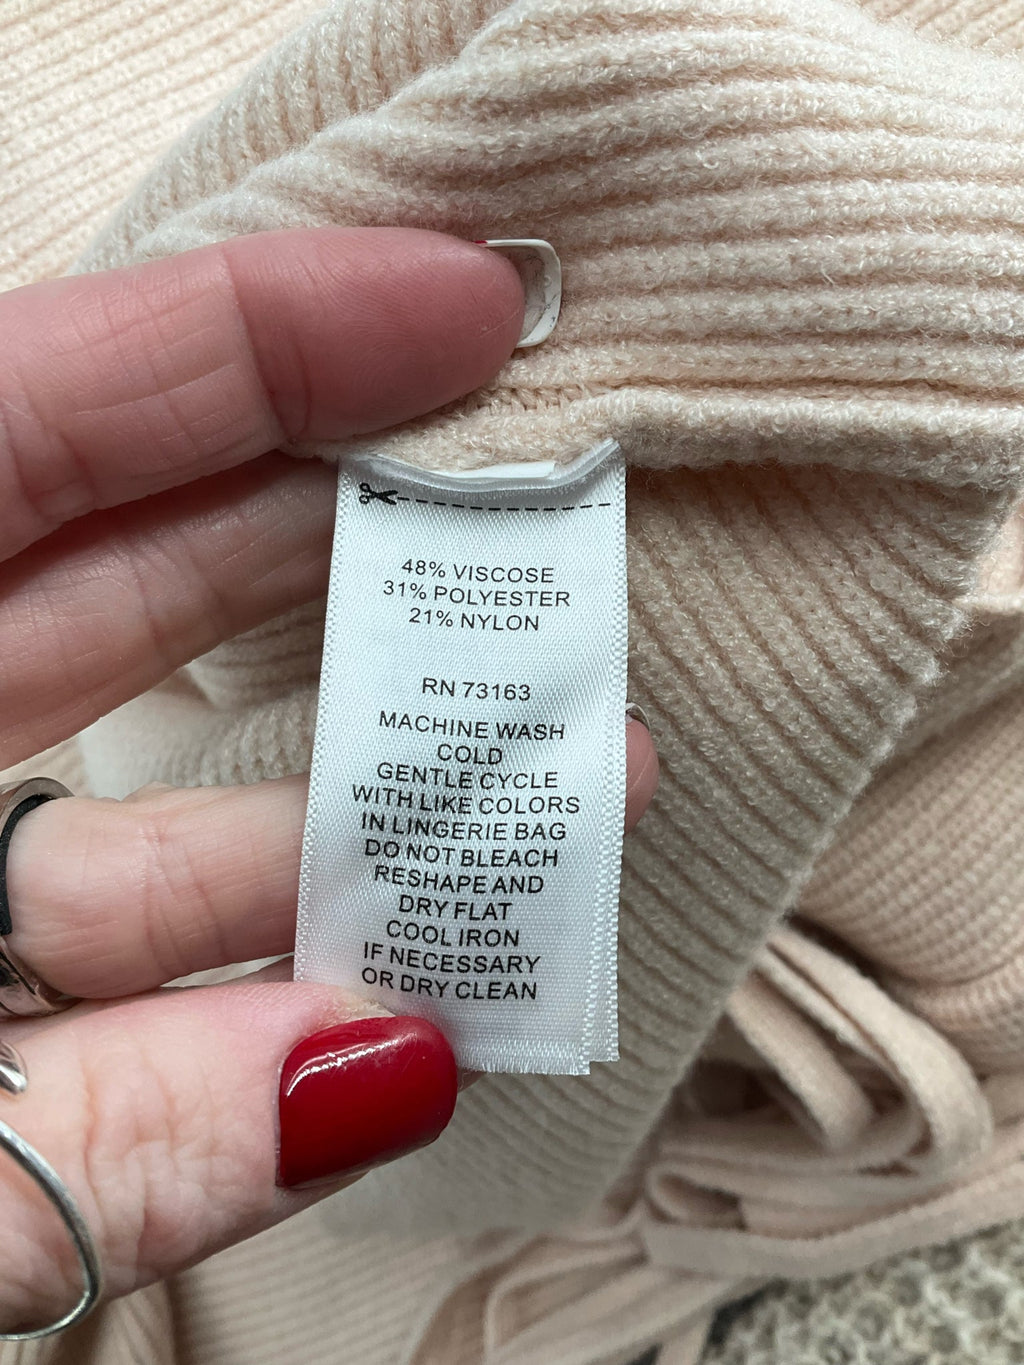 48% VISCOSE
31% POLYESTER
21% NYLON
RN 73163
MACHINE WASH
COLD
GENTLE CYCLE
WITH LIKE COLORS
IN LINGERIE BAG
DO NOT BLEACH
RESHAPE AND
DRY FLAT
COOL IRON
IF NECESSARY
OR DRY CLEAN